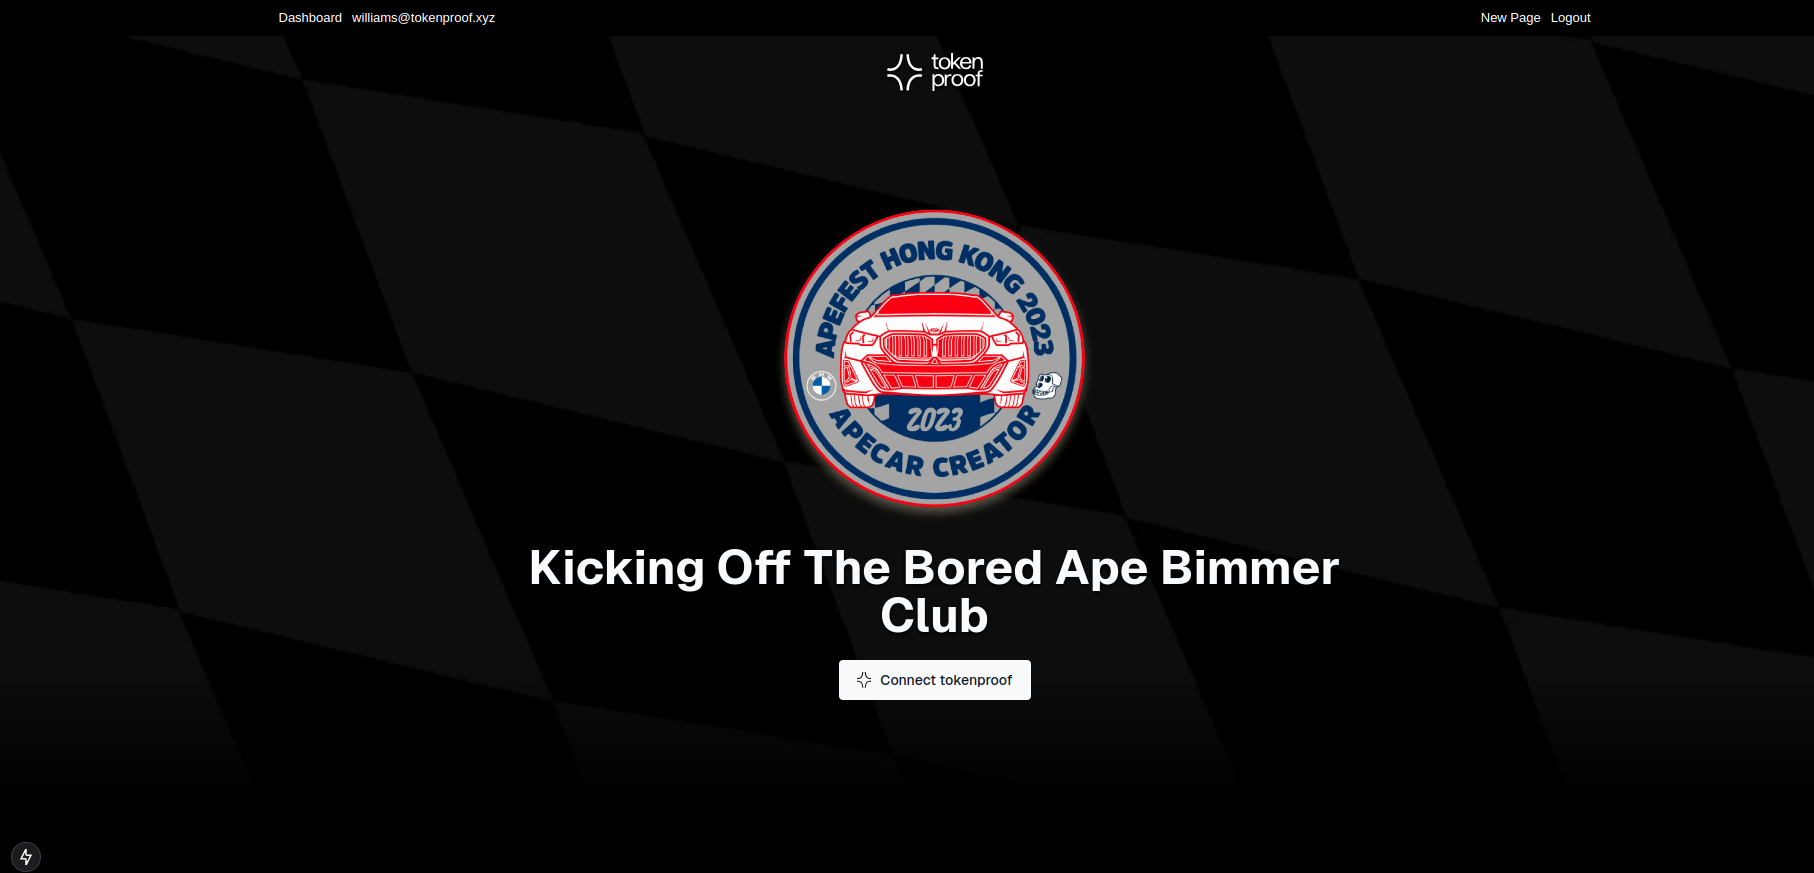 Dashboard williams@tokenproof.xyz New Page Logout
token
proof
APEFEST HONG KONG 2023
2023
APECAR CREATOR
Kicking Off The Bored Ape Bimmer
Club
Connect tokenproof